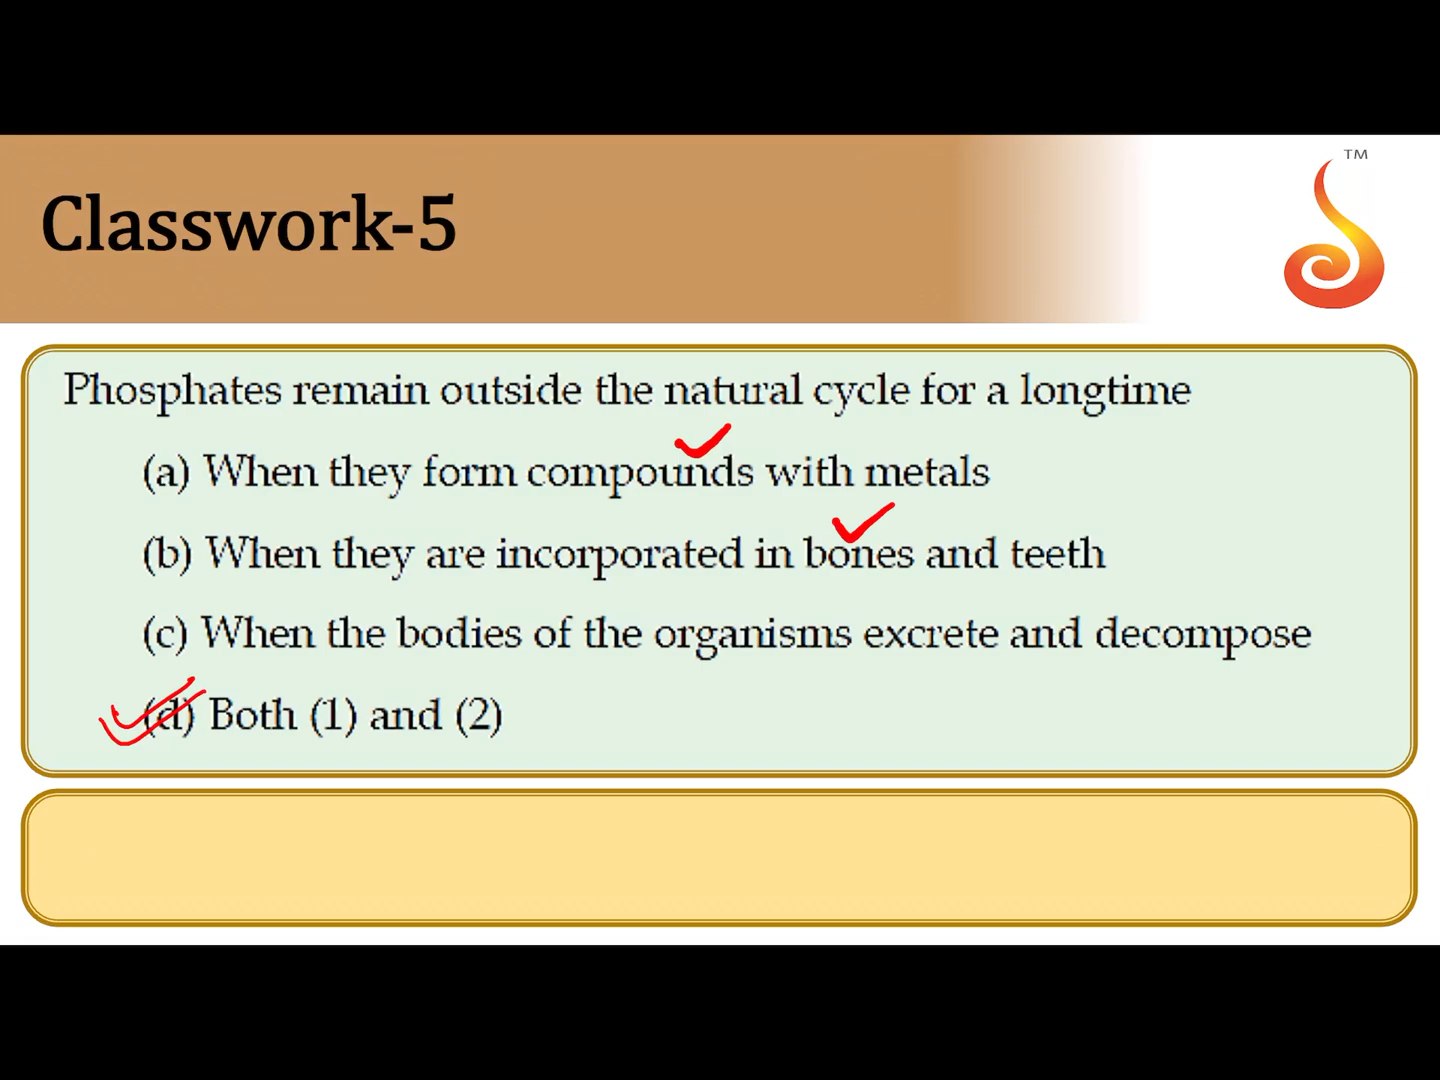 Classwork-5
TM
Phosphates remain outside the natural cycle for a longtime
(a) When they form compounds with metals
(b) When they are incorporated in bones and teeth
(c) When the bodies of the organisms excrete and decompose
(d) Both (1) and (2)